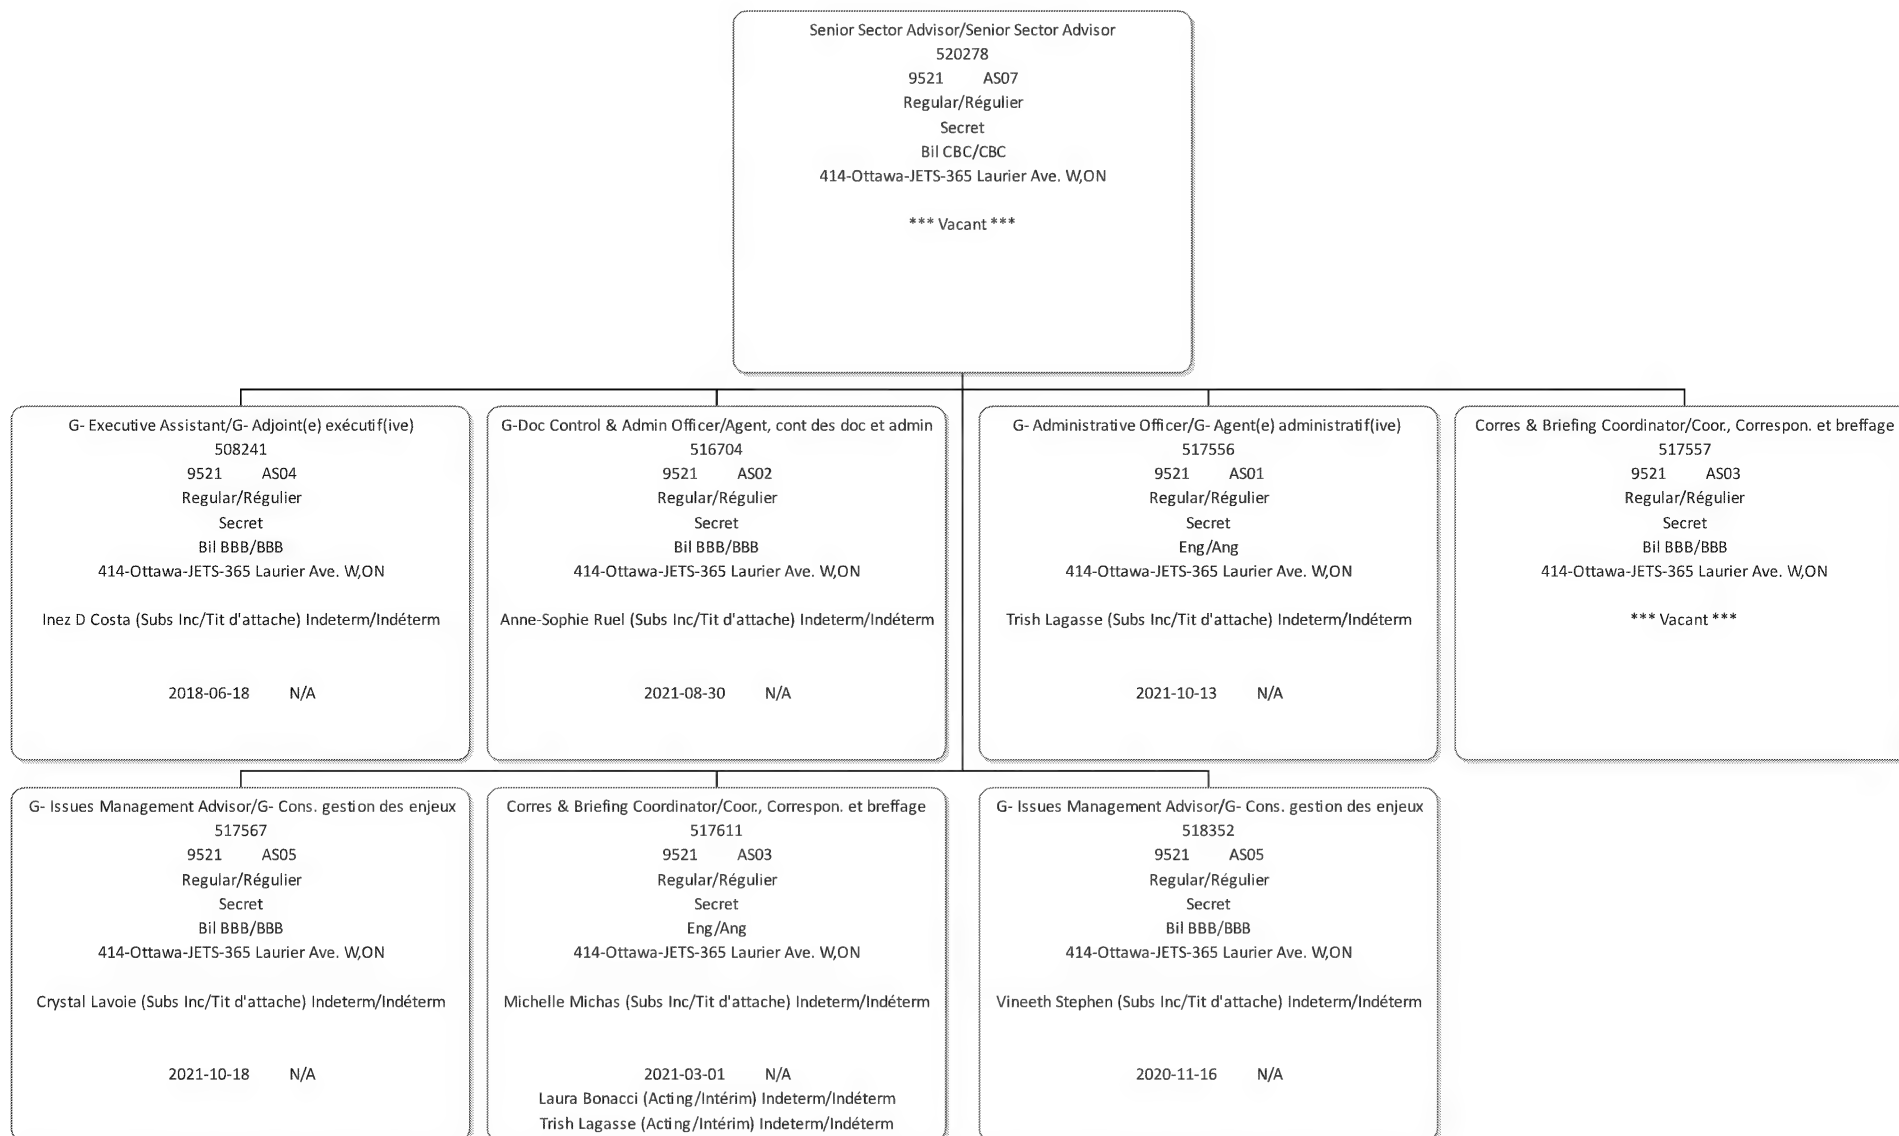 Senior Sector Advisor/Senior Sector Advisor
520278
9521 AS07
Regular/Régulier
Secret
Bil CBC/CBC
414-Ottawa-JETS-365 Laurier Ave. W,ON
*** Vacant ***
G- Executive Assistant/G- Adjoint(e) exécutif(ive)
508241
9521 AS04
Regular/Régulier
Secret
Bil BBB/BBB
414-Ottawa-JETS-365 Laurier Ave. W,ON
Inez D Costa (Subs Inc/Tit d'attache) Indeterm/Indéterm
2018-06-18 N/A
G-Doc Control & Admin Officer/Agent, cont des doc et admin
516704
9521 AS02
Regular/Régulier
Secret
Bil BBB/BBB
414-Ottawa-JETS-365 Laurier Ave. W,ON
Anne-Sophie Ruel (Subs Inc/Tit d'attache) Indeterm/Indéterm
2021-08-30 N/A
G- Administrative Officer/G- Agent(e) administratif(ive)
517556
9521 AS01
Regular/Régulier
Secret
Eng/Ang
414-Ottawa-JETS-365 Laurier Ave. W,ON
Trish Lagasse (Subs Inc/Tit d'attache) Indeterm/Indéterm
2021-10-13 N/A
Corres & Briefing Coordinator/Coor., Correspon. et breffage
517557
9521 AS03
Regular/Régulier
Secret
Bil BBB/BBB
414-Ottawa-JETS-365 Laurier Ave. W,ON
*** Vacant ***
G- Issues Management Advisor/G- Cons. gestion des enjeux
517567
9521 AS05
Regular/Régulier
Secret
Bil BBB/BBB
414-Ottawa-JETS-365 Laurier Ave. W,ON
Crystal Lavoie (Subs Inc/Tit d'attache) Indeterm/Indéterm
2021-10-18 N/A
Corres & Briefing Coordinator/Coor., Correspon. et breffage
517611
9521 AS03
Regular/Régulier
Secret
Eng/Ang
414-Ottawa-JETS-365 Laurier Ave. W,ON
Michelle Michas (Subs Inc/Tit d'attache) Indeterm/Indéterm
2021-03-01 N/A
Laura Bonacci (Acting/Intérim) Indeterm/Indéterm
Trish Lagasse (Acting/Intérim) Indeterm/Indéterm
G- Issues Management Advisor/G- Cons. gestion des enjeux
518352
9521 AS05
Regular/Régulier
Secret
Bil BBB/BBB
414-Ottawa-JETS-365 Laurier Ave. W,ON
Vineeth Stephen (Subs Inc/Tit d'attache) Indeterm/Indéterm
2020-11-16 N/A